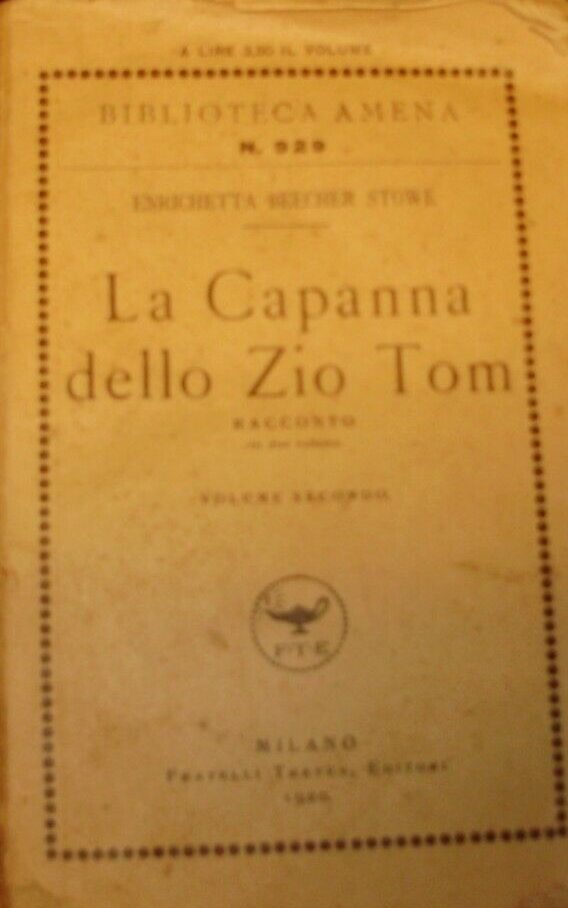 A LIRE 3,50 IL VOLUME
BIBLIOTECA AMENA
N. 929
ENRICHETTA BEECHER STOWE
La Capanna
dello Zio Tom
RACCONTO
VOLUME SECONDO
MILANO
FRATELLI TREVES, EDITORI